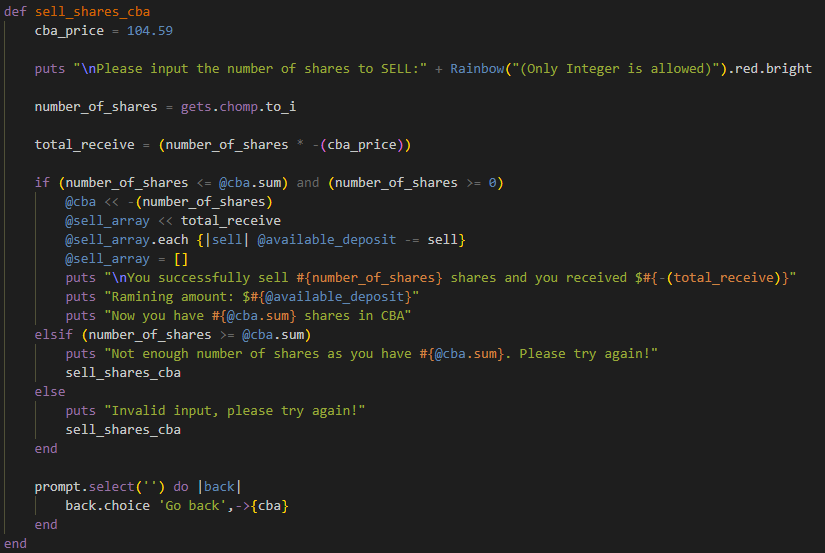 def sell_shares_cba
    cba_price = 104.59

    puts "\nPlease input the number of shares to SELL:" + Rainbow("(Only Integer is allowed)").red.bright

    number_of_shares = gets.chomp.to_i

    total_receive = (number_of_shares * -(cba_price))

    if (number_of_shares <= @cba.sum) and (number_of_shares >= 0)
        @cba << -(number_of_shares)
        @sell_array << total_receive
        @sell_array.each {|sell| @available_deposit -= sell}
        @sell_array = []
        puts "\nYou successfully sell #{number_of_shares} shares and you received $#{-(total_receive)}"
        puts "Ramining amount: $#{@available_deposit}"
        puts "Now you have #{@cba.sum} shares in CBA"
    elsif (number_of_shares >= @cba.sum)
        puts "Not enough number of shares as you have #{@cba.sum}. Please try again!"
        sell_shares_cba
    else
        puts "Invalid input, please try again!"
        sell_shares_cba
    end

    prompt.select('') do |back|
        back.choice 'Go back',->{cba}
    end
end